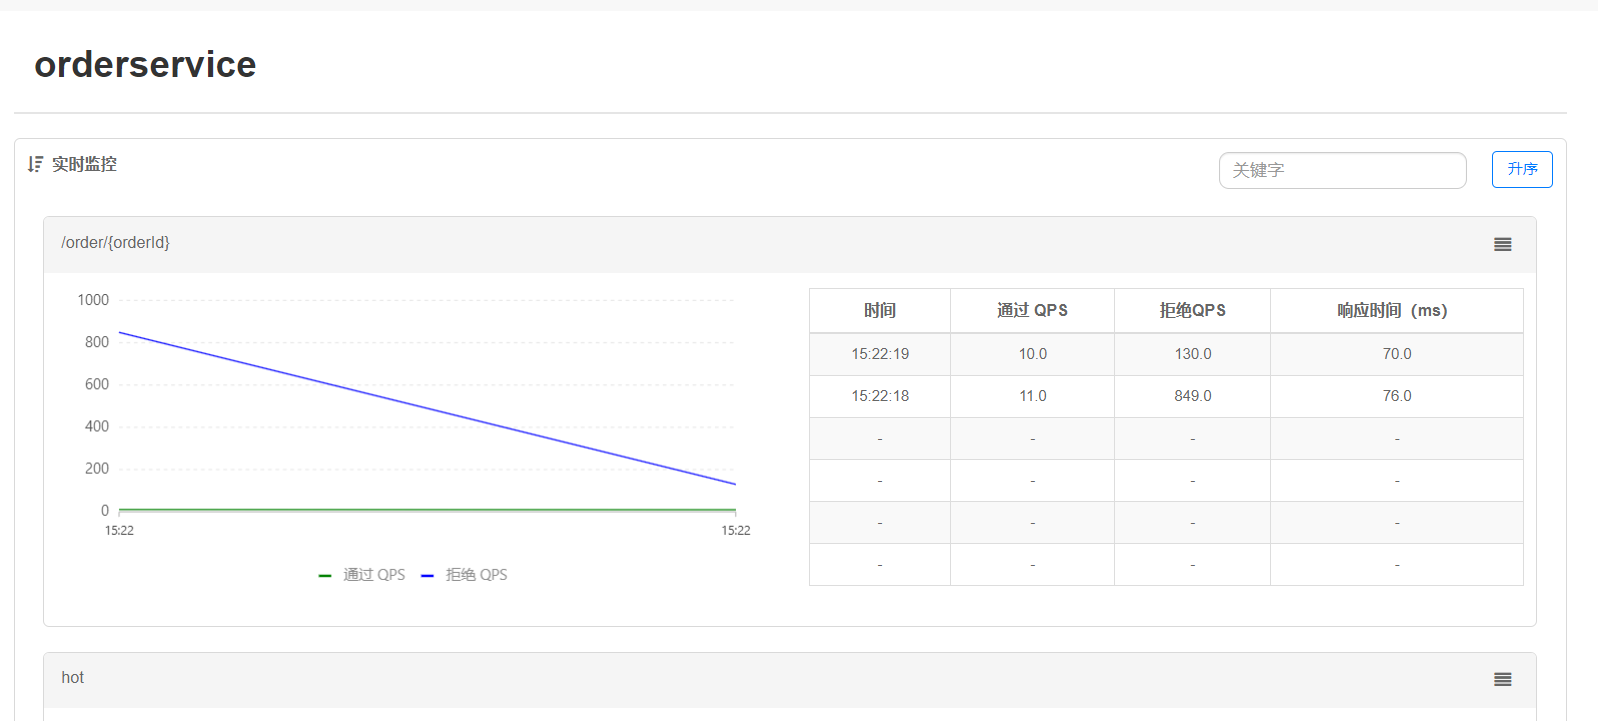 orderservice
实时监控
关键字
升序
/order/{orderId}
1000
800
600
400
200
0
15:22 15:22
通过 QPS 拒绝 QPS
时间 通过 QPS 拒绝QPS 响应时间（ms）
15:22:19 10.0 130.0 70.0
15:22:18 11.0 849.0 76.0
- - - -
- - - -
- - - -
- - - -
hot